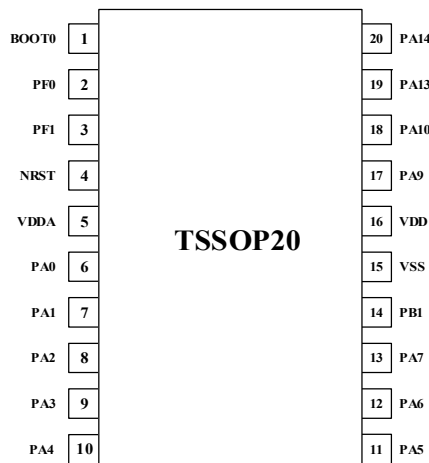 BOOT0 1 20 PA14
PF0 2 19 PA13
PF1 3 18 PA10
NRST 4 17 PA9
VDDA 5 16 VDD
TSSOP20
PA0 6 15 VSS
PA1 7 14 PB1
PA2 8 13 PA7
PA3 9 12 PA6
PA4 10 11 PA5